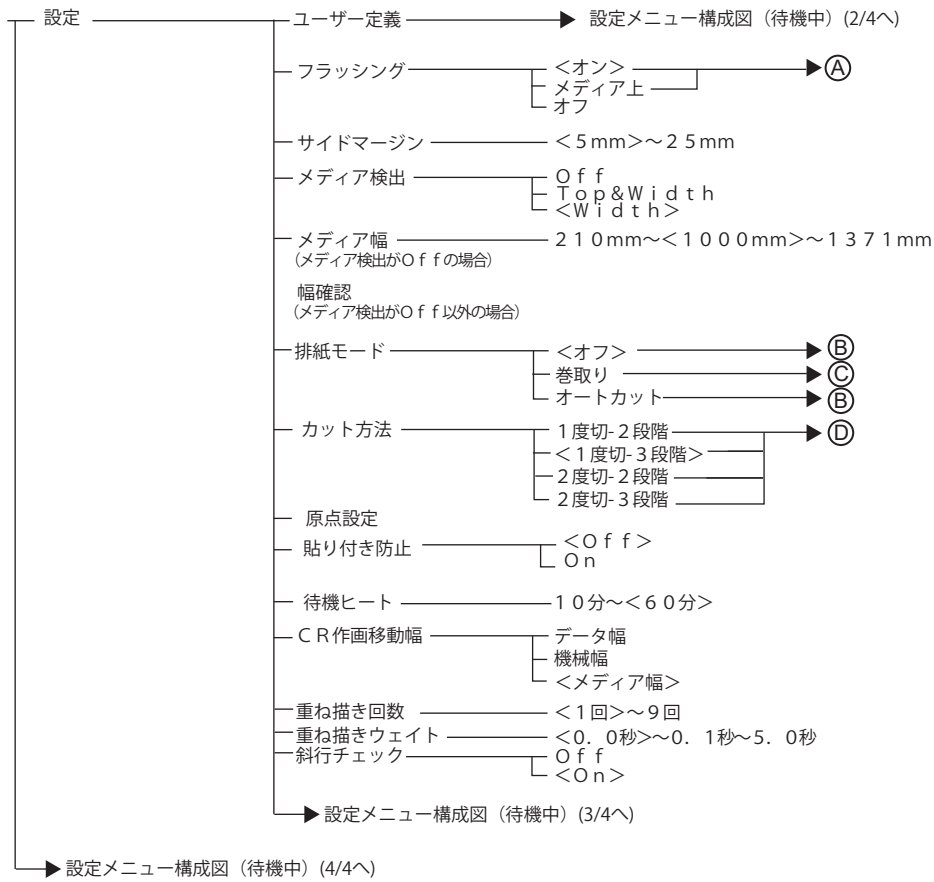 設定
ユーザー定義
設定メニュー構成図（待機中）(2/4へ)
フラッシング
＜オン＞
Ⓐ
メディア上
オフ
サイドマージン
＜５mm＞～２５mm
メディア検出
Ｏｆｆ
Ｔｏｐ&Ｗｉｄｔｈ
＜Ｗｉｄｔｈ＞
メディア幅
２１０mm～＜１０００mm＞～１３７１mm
（メディア検出がＯｆｆの場合）
幅確認
（メディア検出がＯｆｆ以外の場合）
排紙モード
＜オフ＞
Ⓑ
巻取り
Ⓒ
オートカット
Ⓑ
カット方法
１度切-２段階
Ⓓ
＜１度切-３段階＞
２度切-２段階
２度切-３段階
原点設定
貼り付き防止
＜Ｏｆｆ＞
Ｏｎ
待機ヒート
１０分～＜６０分＞
ＣＲ作画移動幅
データ幅
機械幅
＜メディア幅＞
重ね描き回数
＜１回＞～９回
重ね描きウェイト
＜０．０秒＞～０．１秒～５．０秒
斜行チェック
Ｏｆｆ
＜Ｏｎ＞
設定メニュー構成図（待機中）(3/4へ)
設定メニュー構成図（待機中）(4/4へ)